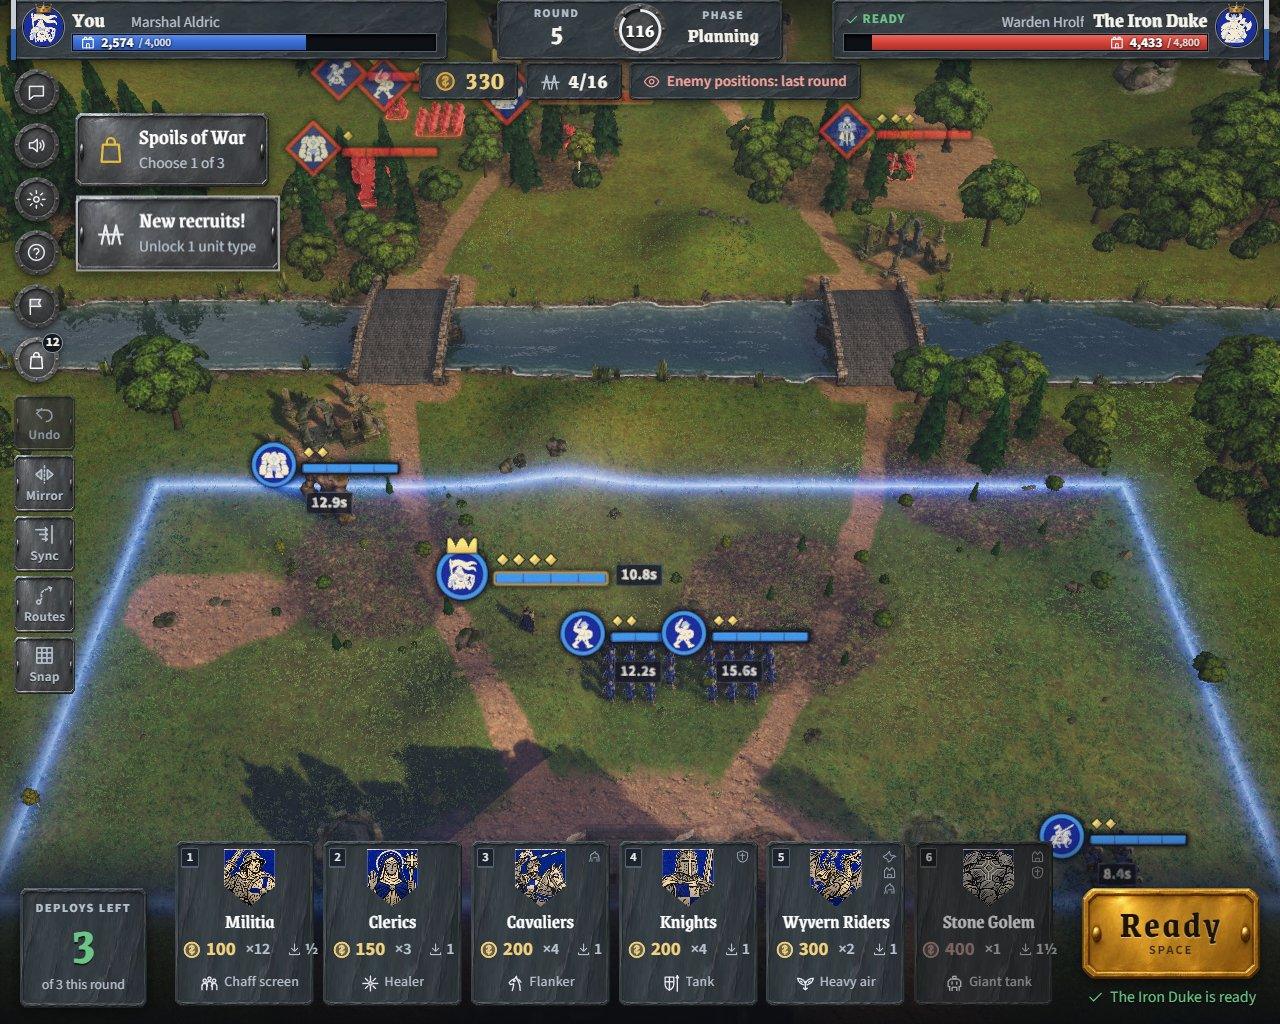 You Marshal Aldric
2,574 / 4,000
ROUND
5
116
PHASE
Planning
READY
Warden Hrolf The Iron Duke
4,433 / 4,800
330
4/16
Enemy positions: last round
Spoils of War
Choose 1 of 3
New recruits!
Unlock 1 unit type
12
Undo
Mirror
Sync
Routes
Snap
12.9s
10.8s
12.2s
15.6s
8.4s
DEPLOYS LEFT
3
of 3 this round
1
Militia
100 ×12 ½
Chaff screen
2
Clerics
150 ×3 1
Healer
3
Cavaliers
200 ×4 1
Flanker
4
Knights
200 ×4 1
Tank
5
Wyvern Riders
300 ×2 1
Heavy air
6
Stone Golem
400 ×1 1½
Giant tank
Ready
SPACE
The Iron Duke is ready